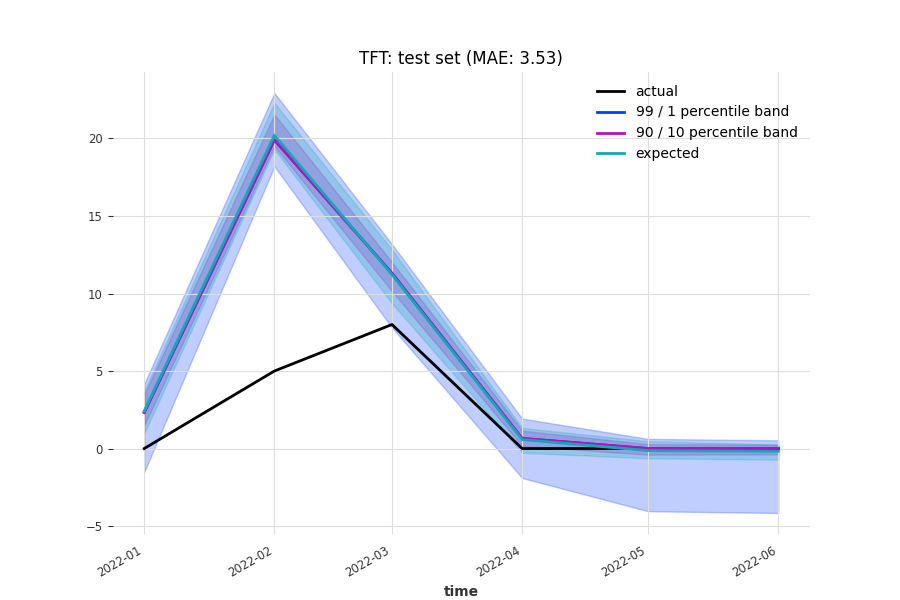 TFT: test set (MAE: 3.53)
actual
99 / 1 percentile band
90 / 10 percentile band
expected
20
15
10
5
0
−5
2022-01
2022-02
2022-03
2022-04
2022-05
2022-06
time